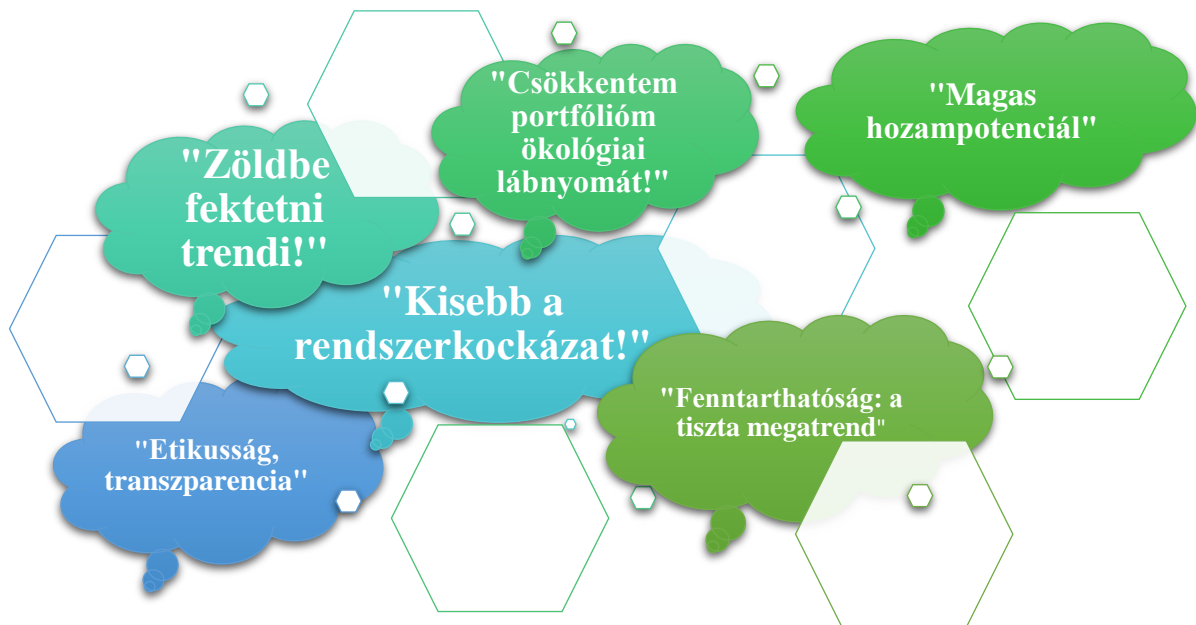 "Zöldbe
fektetni
trendi!"
"Csökkentem
portfólióm
ökológiai
lábnyomát!"
"Magas
hozampotenciál"
"Kisebb a
rendszerkockázat!"
"Etikusság,
transzparencia"
"Fenntarthatóság: a
tiszta megatrend"